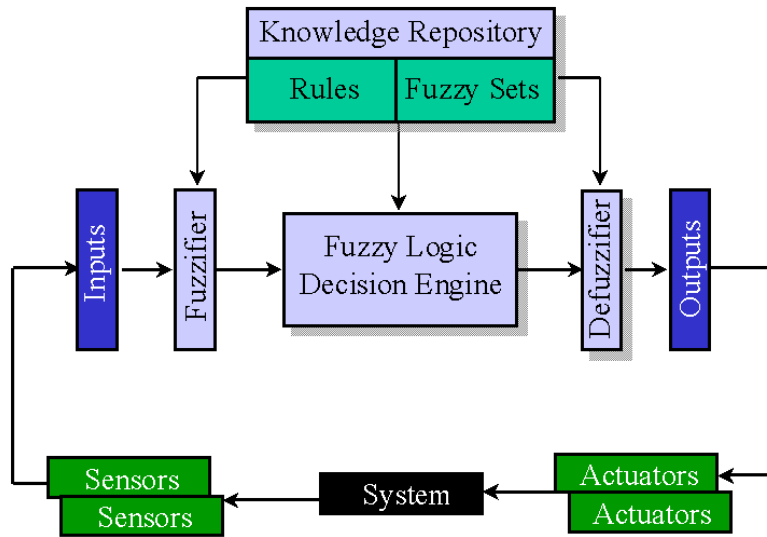 Knowledge Repository
Rules
Fuzzy Sets
Inputs
Fuzzifier
Fuzzy Logic
Decision Engine
Defuzzifier
Outputs
Sensors
Sensors
System
Actuators
Actuators